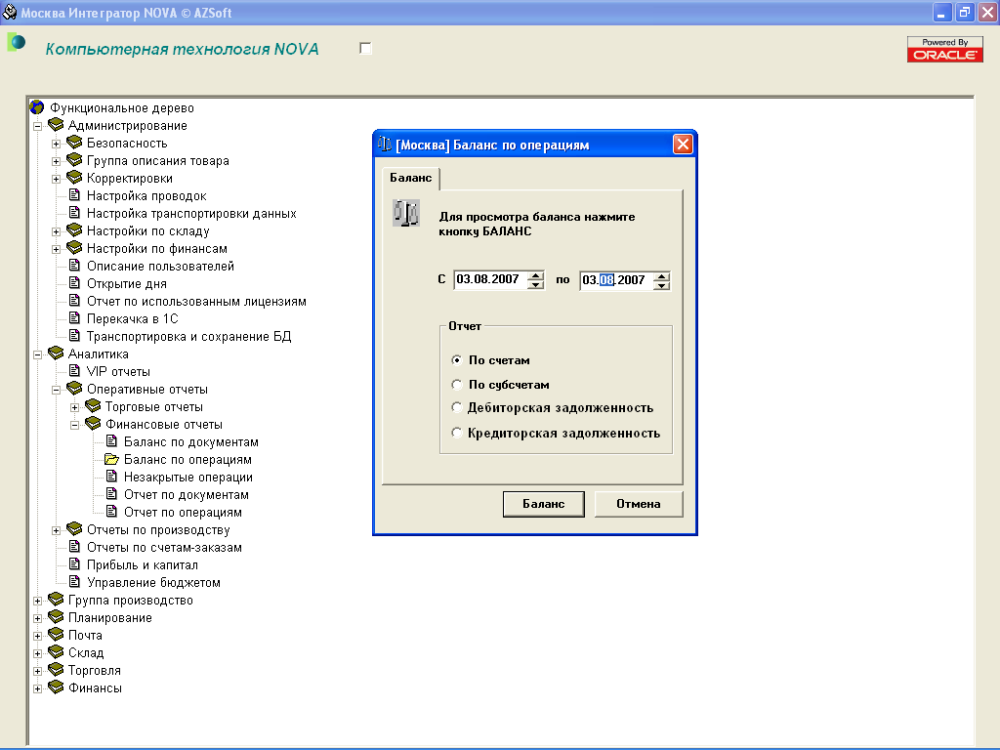 Москва Интегратор NOVA © AZSoft
Компьютерная технология NOVA
Powered By
ORACLE
Функциональное дерево
Администрирование
Безопасность
Группа описания товара
Корректировки
Настройка проводок
Настройка транспортировки данных
Настройки по складу
Настройки по финансам
Описание пользователей
Открытие дня
Отчет по использованным лицензиям
Перекачка в 1С
Транспортировка и сохранение БД
Аналитика
VIP отчеты
Оперативные отчеты
Торговые отчеты
Финансовые отчеты
Баланс по документам
Баланс по операциям
Незакрытые операции
Отчет по документам
Отчет по операциям
Отчеты по производству
Отчеты по счетам-заказам
Прибыль и капитал
Управление бюджетом
Группа производство
Планирование
Почта
Склад
Торговля
Финансы
[Москва] Баланс по операциям
Баланс
Для просмотра баланса нажмите
кнопку БАЛАНС
С 03.08.2007 по 03.08.2007
Отчет
По счетам
По субсчетам
Дебиторская задолженность
Кредиторская задолженность
Баланс Отмена